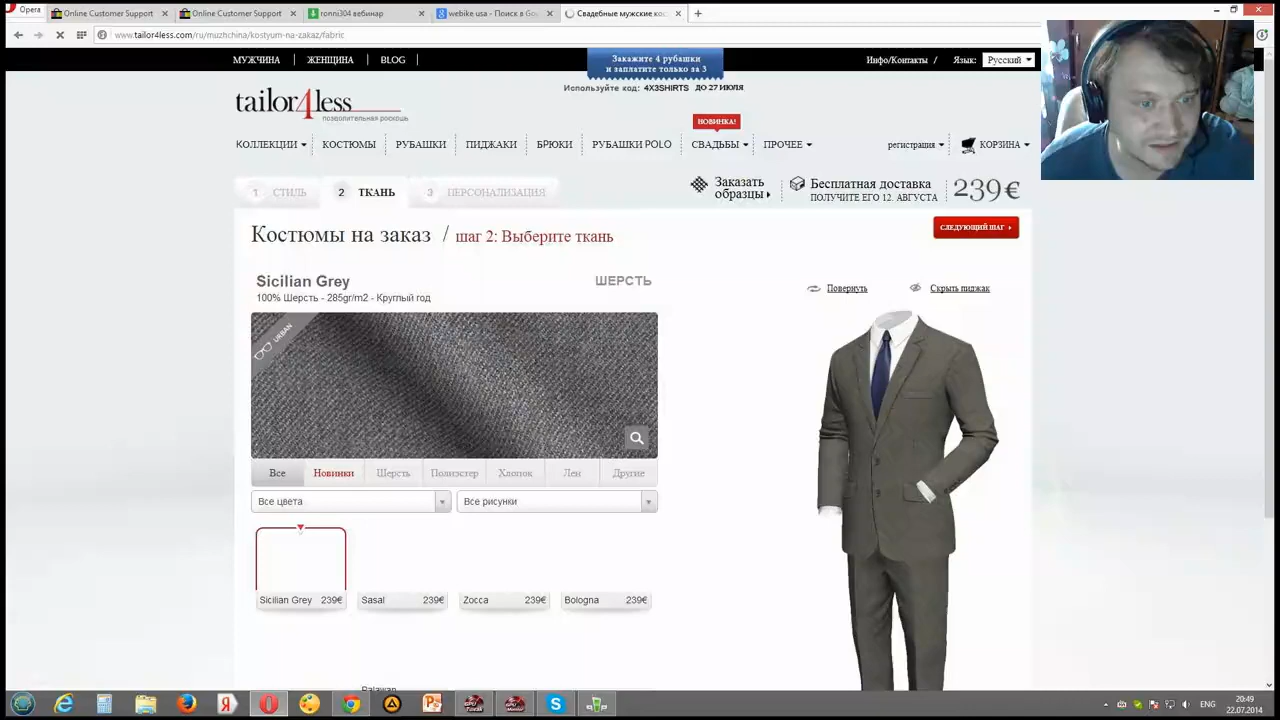 Opera
Online Customer Support
Online Customer Support
ronni304 вебинар
webike usa - Поиск в Goo
Свадебные мужские кос
www.tailor4less.com/ru/muzhchina/kostyum-na-zakaz/fabric
МУЖЧИНА
ЖЕНЩИНА
BLOG
Закажите 4 рубашки
и заплатите только за 3
Инфо/Контакты /
Язык:
Русский
Используйте код: 4X3SHIRTS ДО 27 ИЮЛЯ
tailor4less
позволительная роскошь
НОВИНКА!
КОЛЛЕКЦИИ
КОСТЮМЫ
РУБАШКИ
ПИДЖАКИ
БРЮКИ
РУБАШКИ POLO
СВАДЬБЫ
ПРОЧЕЕ
регистрация
КОРЗИНА
1 СТИЛЬ
2 ТКАНЬ
3 ПЕРСОНАЛИЗАЦИЯ
Заказать
образцы
Бесплатная доставка
ПОЛУЧИТЕ ЕГО 12. АВГУСТА
239€
Костюмы на заказ / шаг 2: Выберите ткань
СЛЕДУЮЩИЙ ШАГ
Sicilian Grey
ШЕРСТЬ
100% Шерсть - 285gr/m2 - Круглый год
Повернуть
Скрыть пиджак
URBAN
Все
Новинки
Шерсть
Полиэстер
Хлопок
Лен
Другие
Все цвета
Все рисунки
Sicilian Grey 239€
Sasal 239€
Zocca 239€
Bologna 239€
Palawan
ENG
20:49
22.07.2014